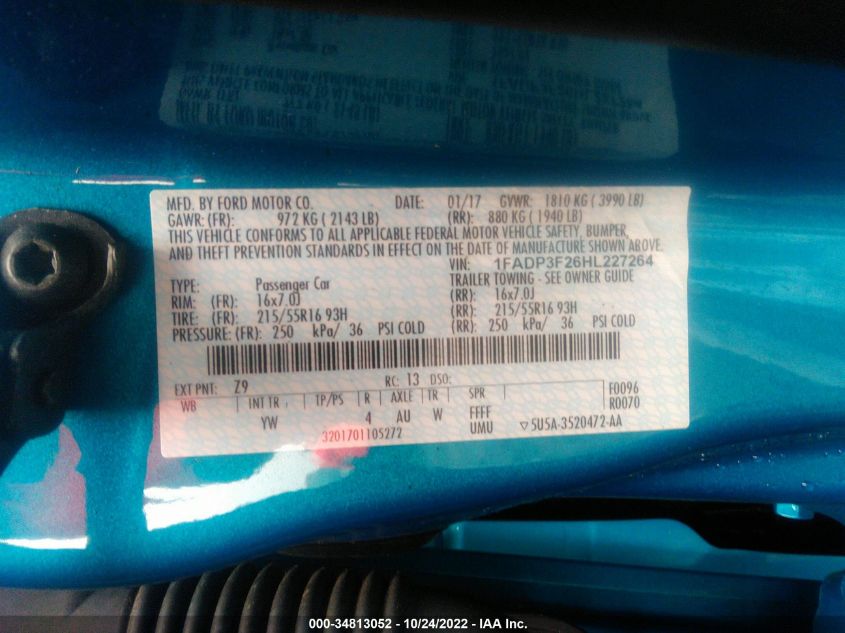 MFD. BY FORD MOTOR CO. DATE: 01/17 GVWR: 1810 KG ( 3990 LB)
GAWR: (FR): 972 KG ( 2143 LB) (RR): 880 KG ( 1940 LB)
THIS VEHICLE CONFORMS TO ALL APPLICABLE FEDERAL MOTOR VEHICLE SAFETY, BUMPER,
AND THEFT PREVENTION STANDARDS IN EFFECT ON THE DATE OF MANUFACTURE SHOWN ABOVE.
VIN: 1FADP3F26HL227264
TYPE: Passenger Car TRAILER TOWING - SEE OWNER GUIDE
RIM: (FR): 16x7.0J (RR): 16x7.0J
TIRE: (FR): 215/55R16 93H (RR): 215/55R16 93H
PRESSURE: (FR): 250 kPa/ 36 PSI COLD (RR): 250 kPa/ 36 PSI COLD
EXT PNT: Z9 RC: 13 DSO: F0096
WB INT TR TP/PS R AXLE TR SPR R0070
YW 4 AU W FFFF
3201701105272 UMU ▽5U5A-3520472-AA
000-34813052 - 10/24/2022 - IAA Inc.